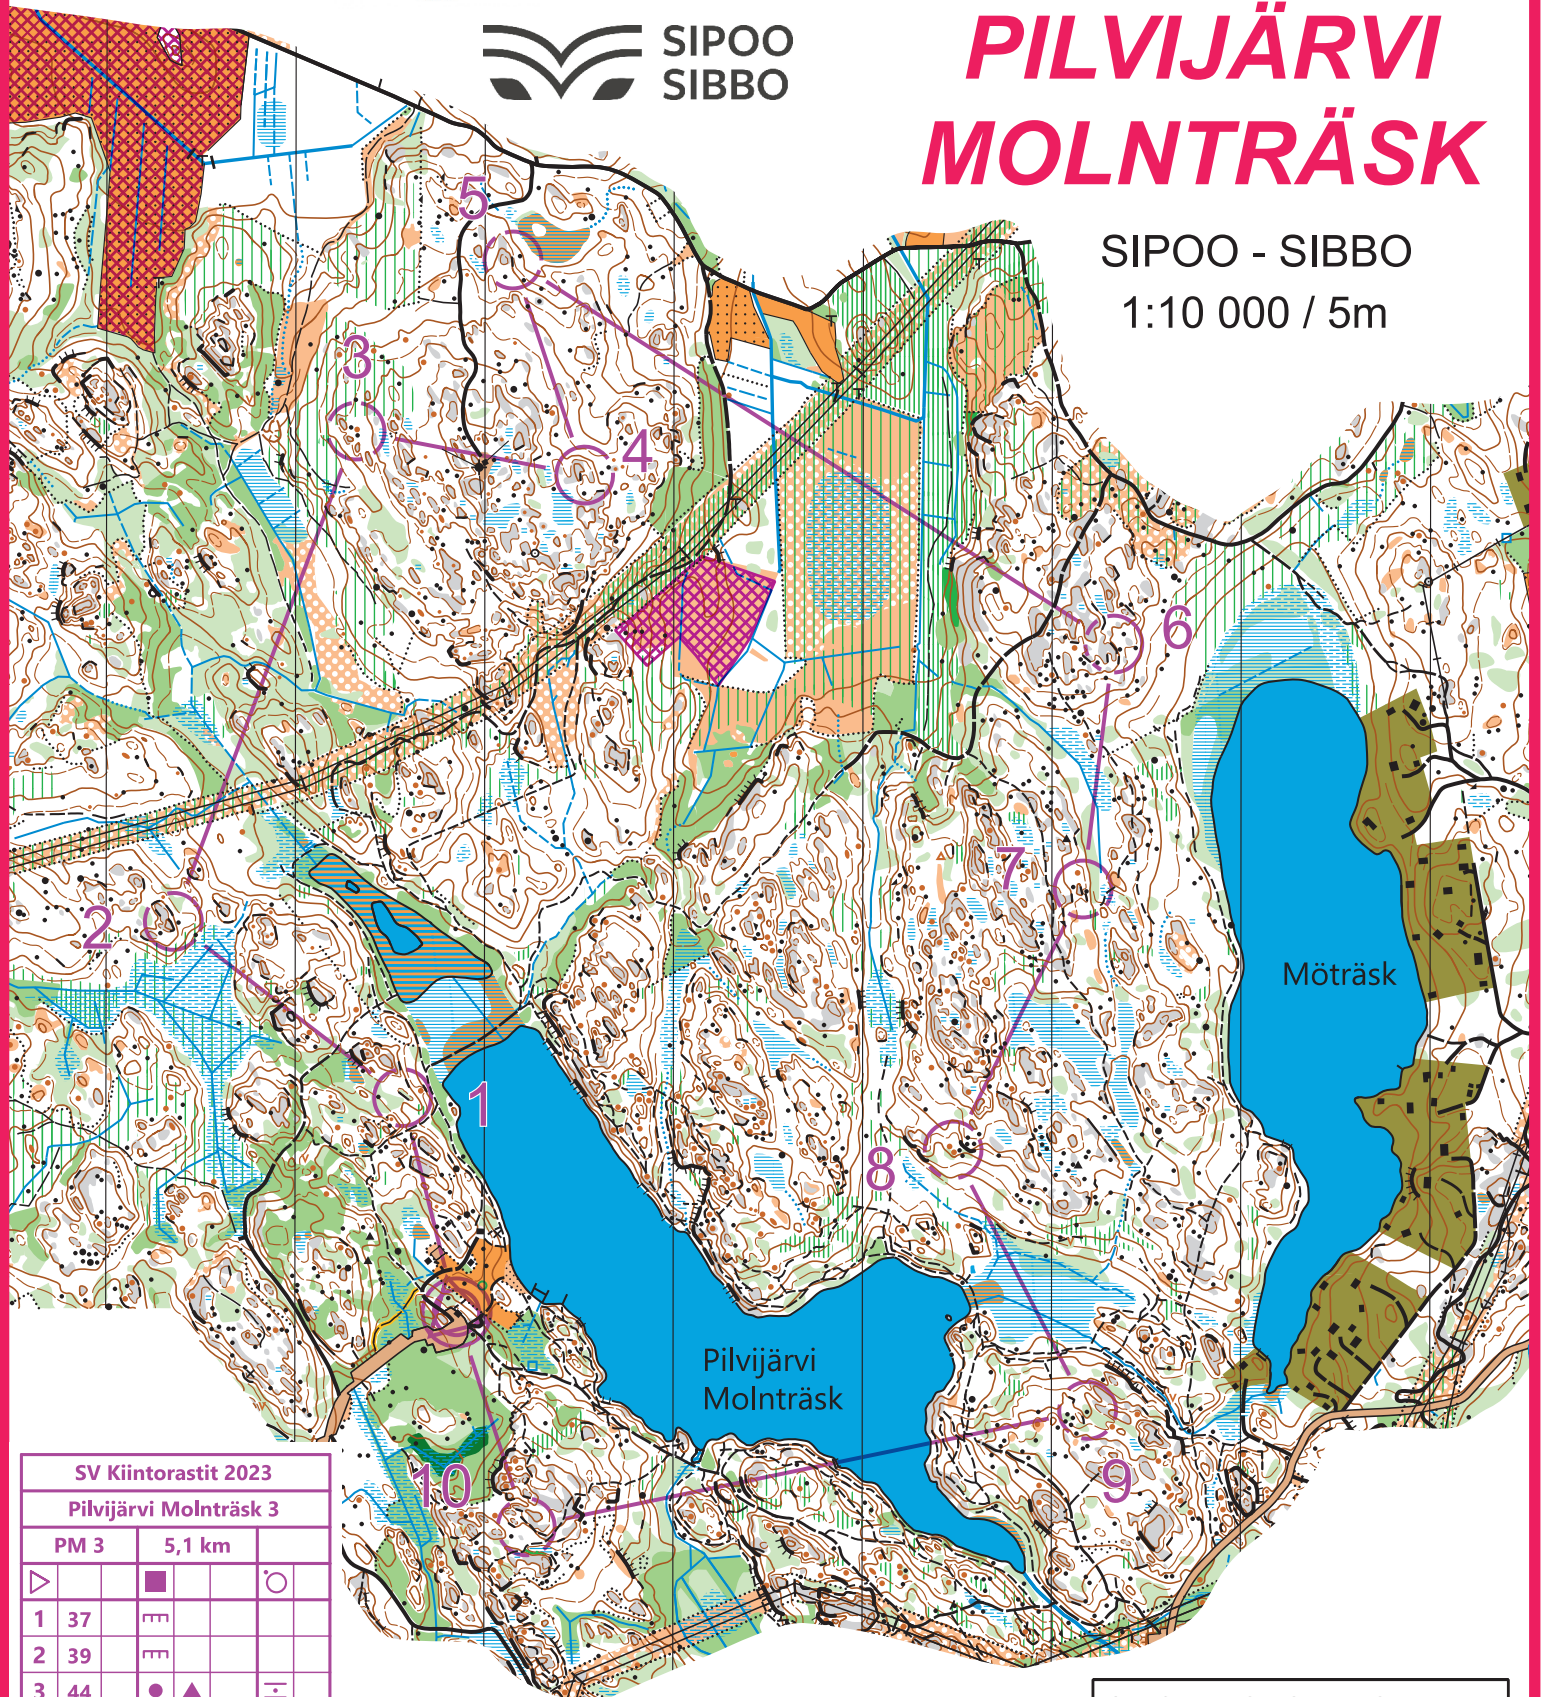 SIPOO
SIBBO
PILVIJÄRVI
MOLNTRÄSK
SIPOO - SIBBO
1:10 000 / 5m
5
3
4
6
7
2
Möträsk
1
8
Pilvijärvi
Molnträsk
10
9
SV Kiintorastit 2023
Pilvijärvi Molnträsk 3
PM 3 5,1 km
1 37
2 39
3 44